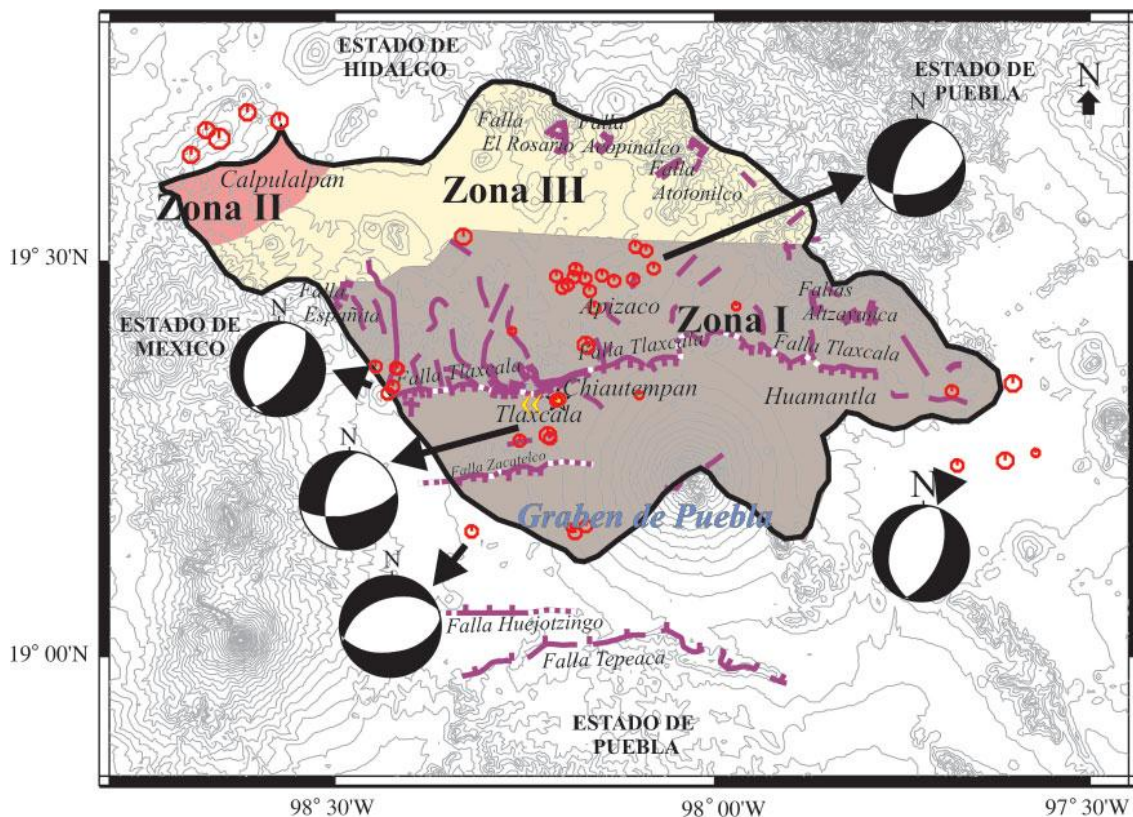 ESTADO DE
HIDALGO
ESTADO DE
PUEBLA
N
N
Falla
El Rosario
Falla
Acopinalco
Falla
Atotonilco
Calpulalpan
Zona II
Zona III
19° 30'
N
Falla
Españita
Apizaco
Zona I
Fallas
Altzayanca
ESTADO DE
MEXICO
Falla Tlaxcala
Falla Tlaxcala
Falla Tlaxcala
Chiautempan
Huamantla
Tlaxcala
N
Falla Zacatelco
N
Graben de Puebla
N
Falla Huejotzingo
19° 00'N
Falla Tepeaca
ESTADO DE
PUEBLA
98° 30'W
98° 00'W
97° 30'W